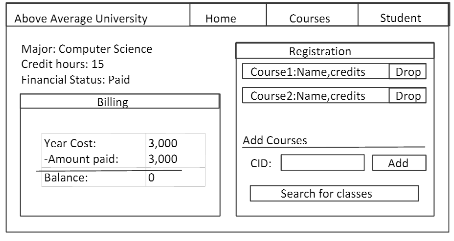 Above Average University Home Courses Student
Major: Computer Science
Credit hours: 15
Financial Status: Paid
Billing
Year Cost: 3,000
-Amount paid: 3,000
Balance: 0
Registration
Course1:Name,credits Drop
Course2:Name,credits Drop
Add Courses
CID: Add
Search for classes